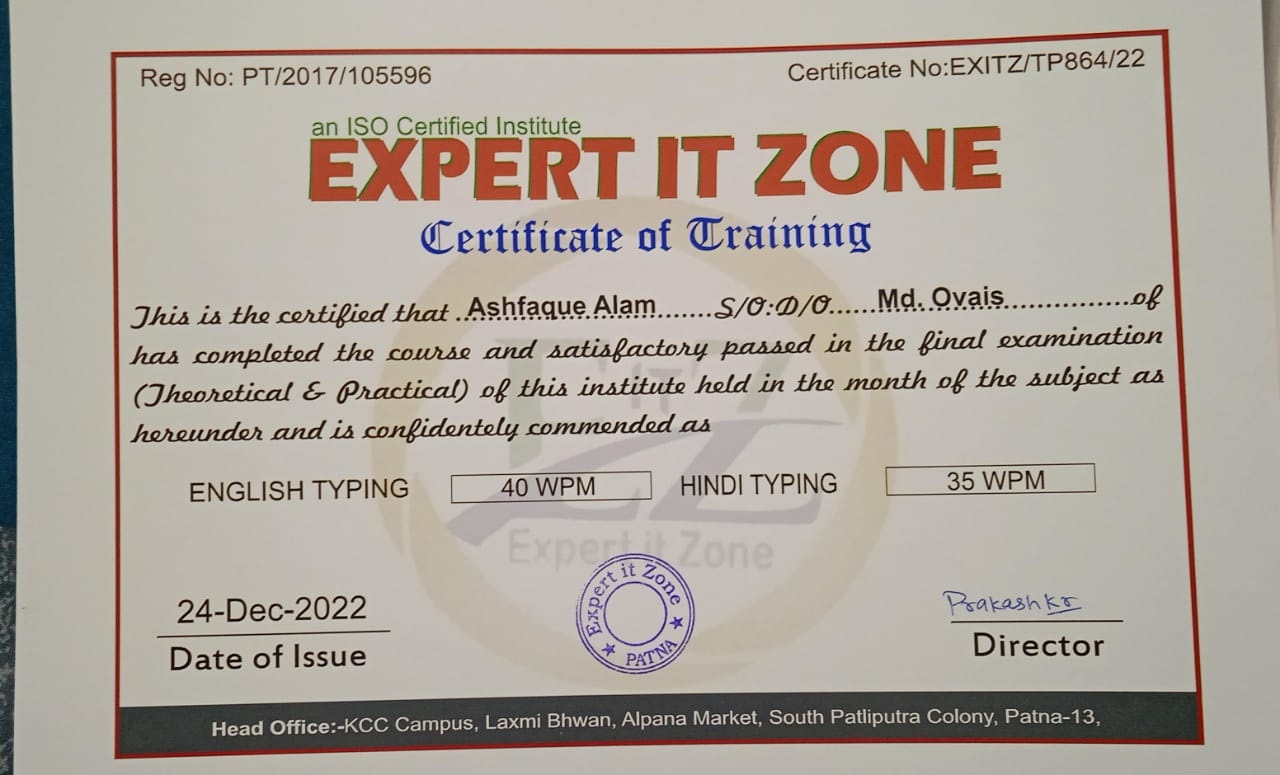 Reg No: PT/2017/105596
Certificate No:EXITZ/TP864/22
an ISO Certified Institute
EXPERT IT ZONE
Certificate of Training
This is the certified that ..Ashfaque Alam.......S/O:D/O......Md. Ovais................of
has completed the course and satisfactory passed in the final examination
(Theoretical & Practical) of this institute held in the month of the subject as
hereunder and is confidentely commended as
ENGLISH TYPING 40 WPM HINDI TYPING 35 WPM
Expert it Zone
Expert it Zone
★ PATNA ★
24-Dec-2022
Date of Issue
Prakash kr
Director
Head Office:-KCC Campus, Laxmi Bhwan, Alpana Market, South Patliputra Colony, Patna-13,